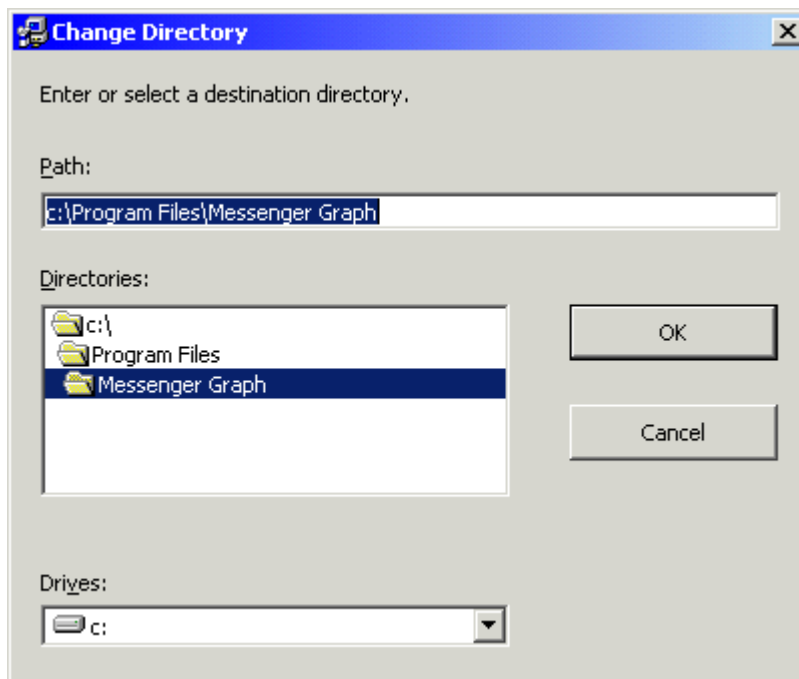 Change Directory
Enter or select a destination directory.
Path:
c:\Program Files\Messenger Graph
Directories:
c:\
Program Files
Messenger Graph
OK
Cancel
Drives:
c: